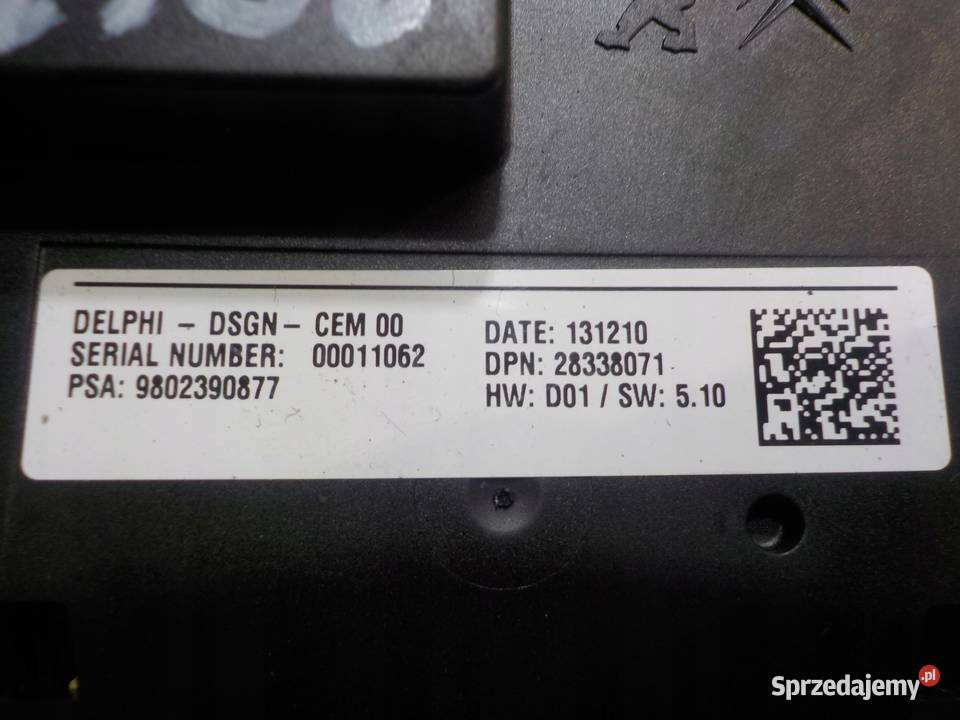 DELPHI - DSGN - CEM 00
SERIAL NUMBER: 00011062
PSA: 9802390877
DATE: 131210
DPN: 28338071
HW: D01 / SW: 5.10
Sprzedajemy.pl